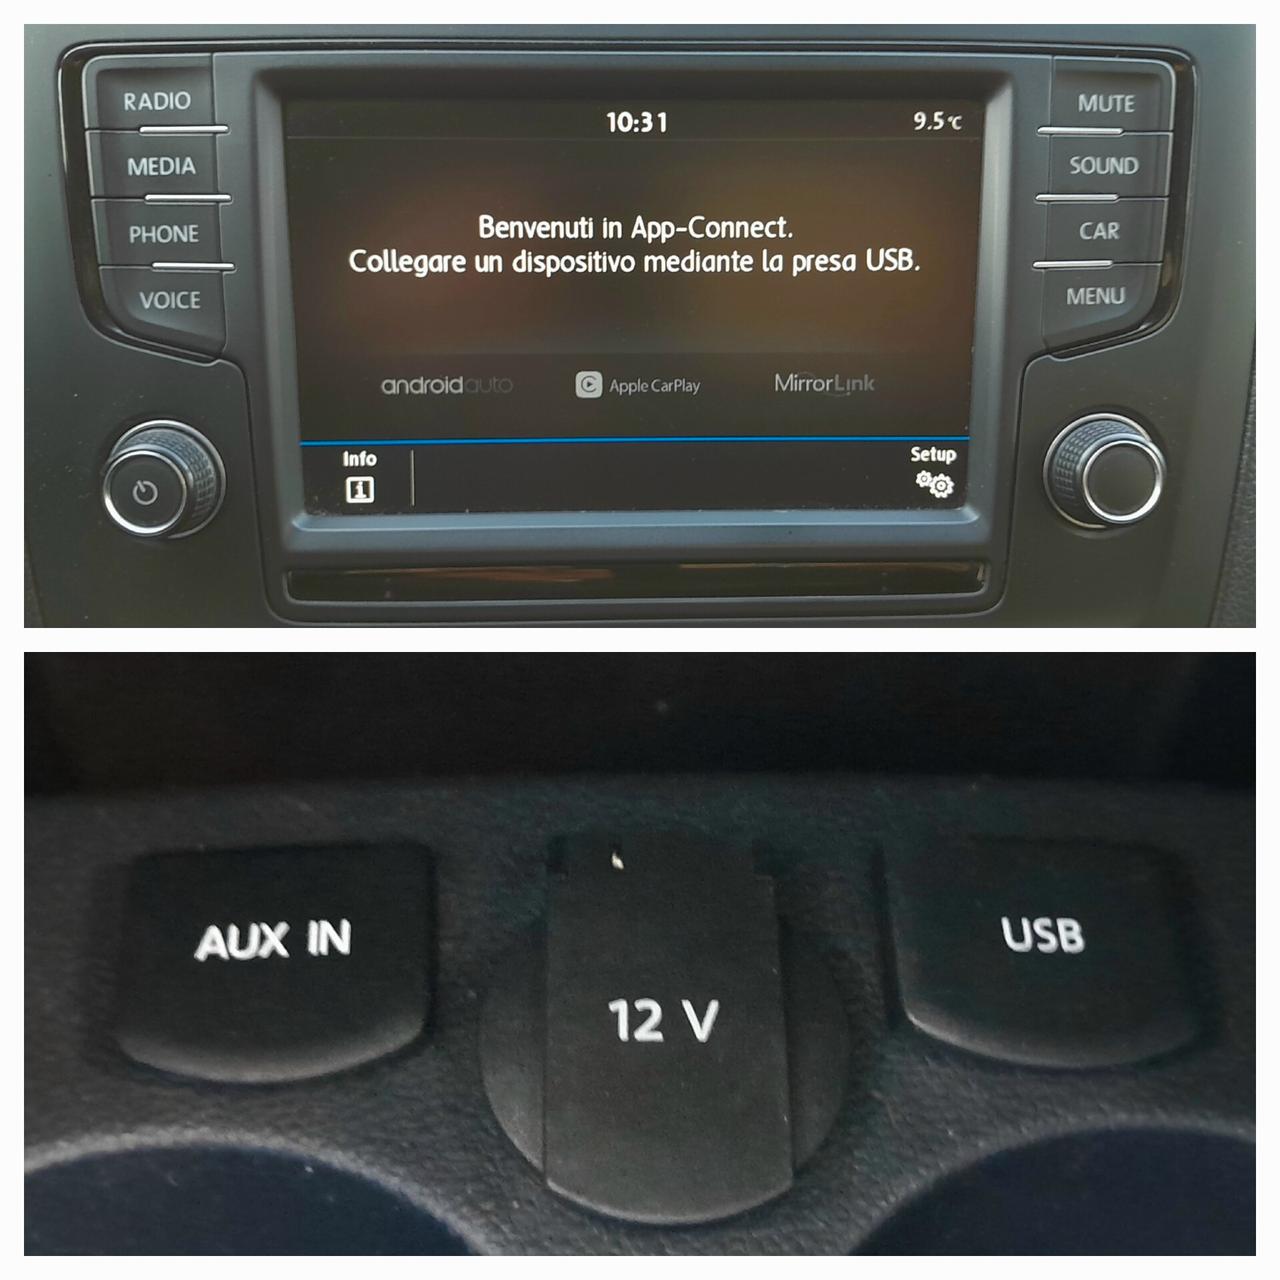 RADIO
MEDIA
PHONE
VOICE
10:31
9.5°C
Benvenuti in App-Connect.
Collegare un dispositivo mediante la presa USB.
androidauto
Apple CarPlay
MirrorLink
Info
i
Setup
MUTE
SOUND
CAR
MENU
AUX IN
12 V
USB